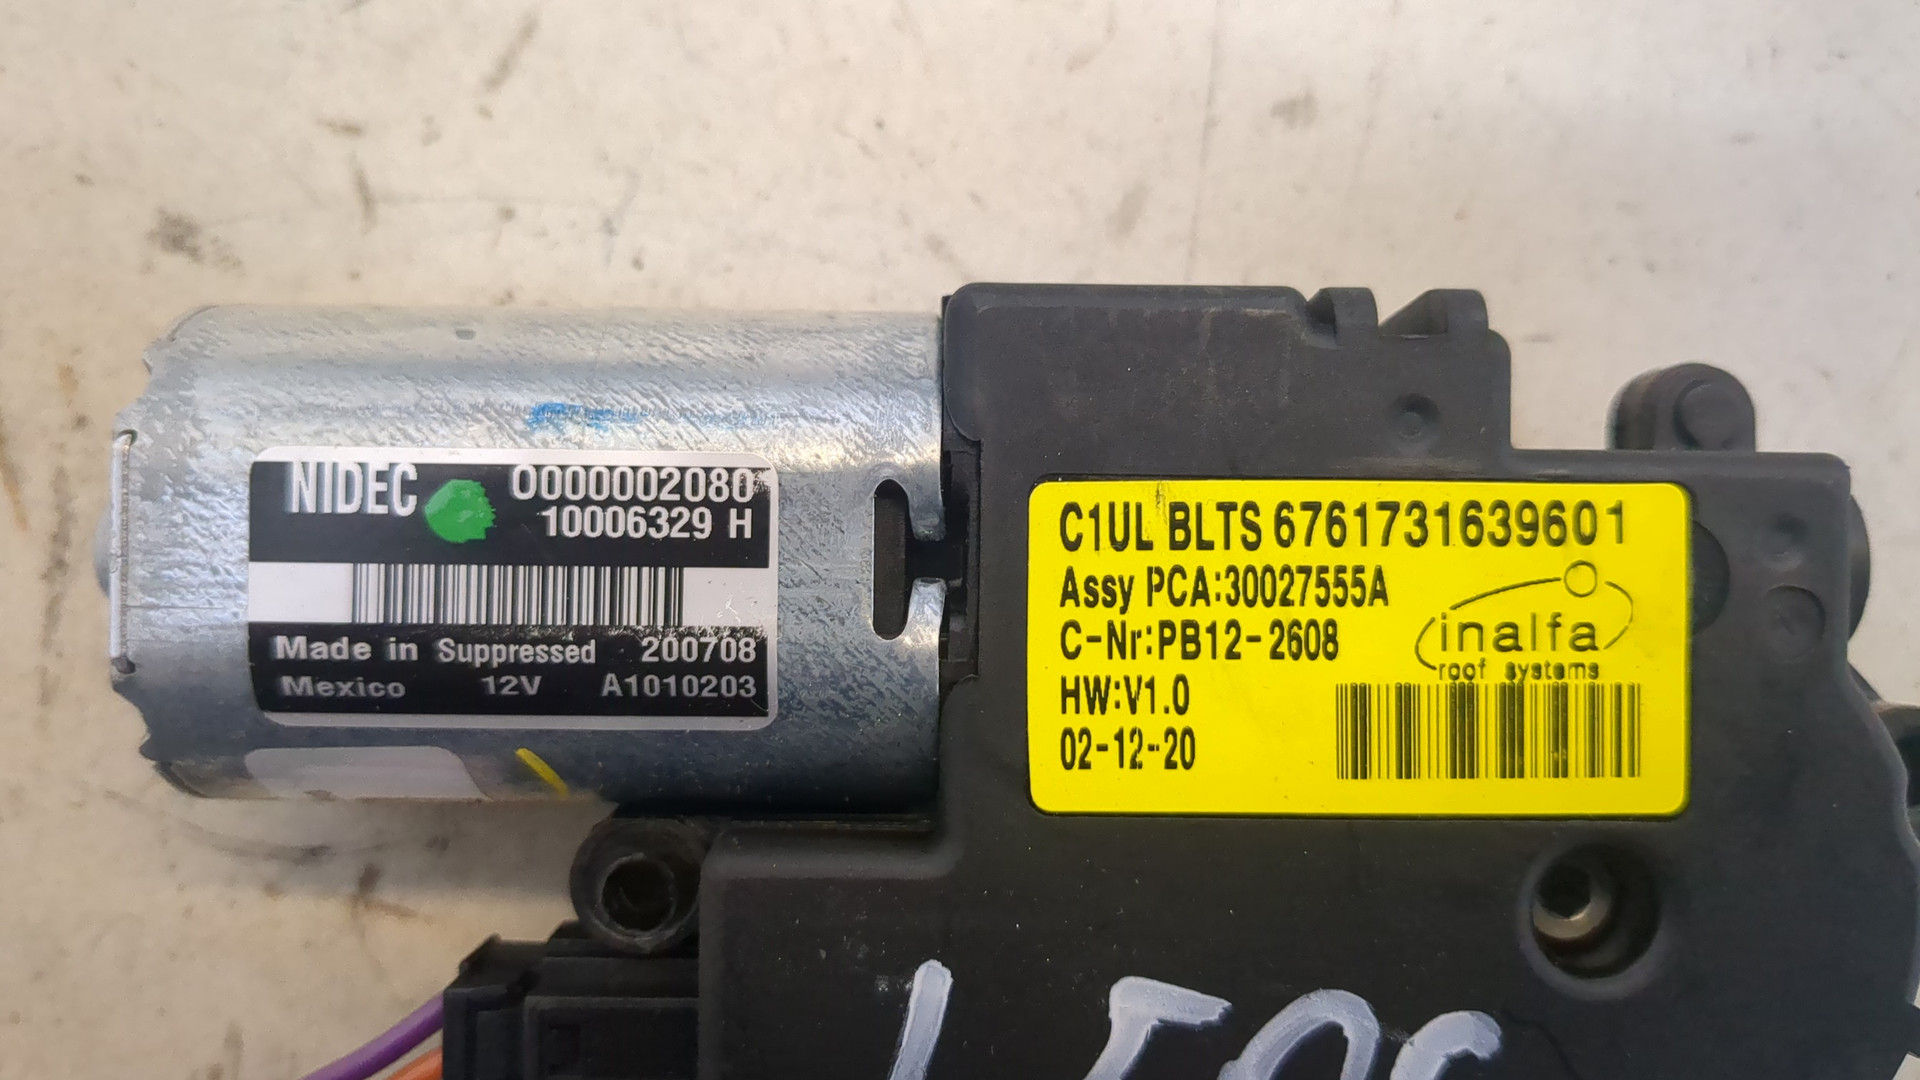 NIDEC
0000002080
10006329 H
Made in Suppressed 200708
Mexico 12V A1010203
C1UL BLTS 6761731639601
Assy PCA:30027555A
C-Nr:PB12-2608
HW:V1.0
02-12-20
inalfa
roof systems